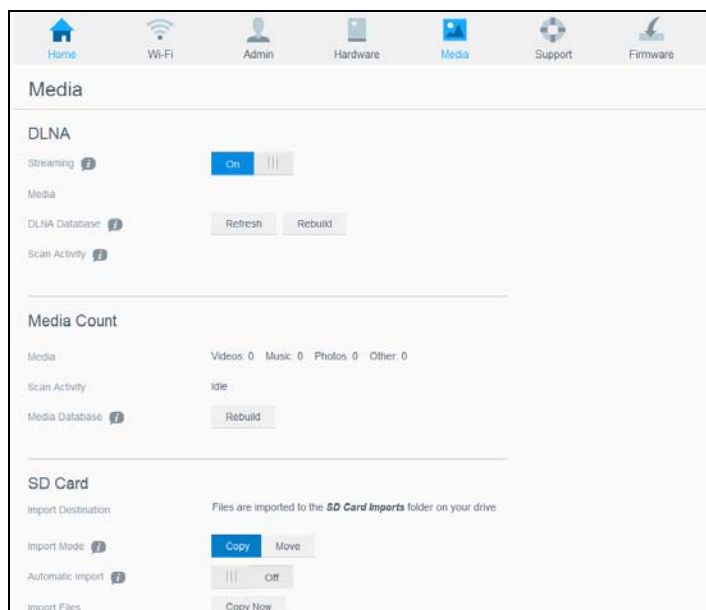 Home Wi-Fi Admin Hardware Media Support Firmware
Media
DLNA
Streaming i On
Media
DLNA Database i Refresh Rebuild
Scan Activity i
Media Count
Media Videos: 0 Music: 0 Photos: 0 Other: 0
Scan Activity Idle
Media Database i Rebuild
SD Card
Import Destination Files are imported to the SD Card Imports folder on your drive
Import Mode i Copy Move
Automatic Import i Off
Import Files Copy Now